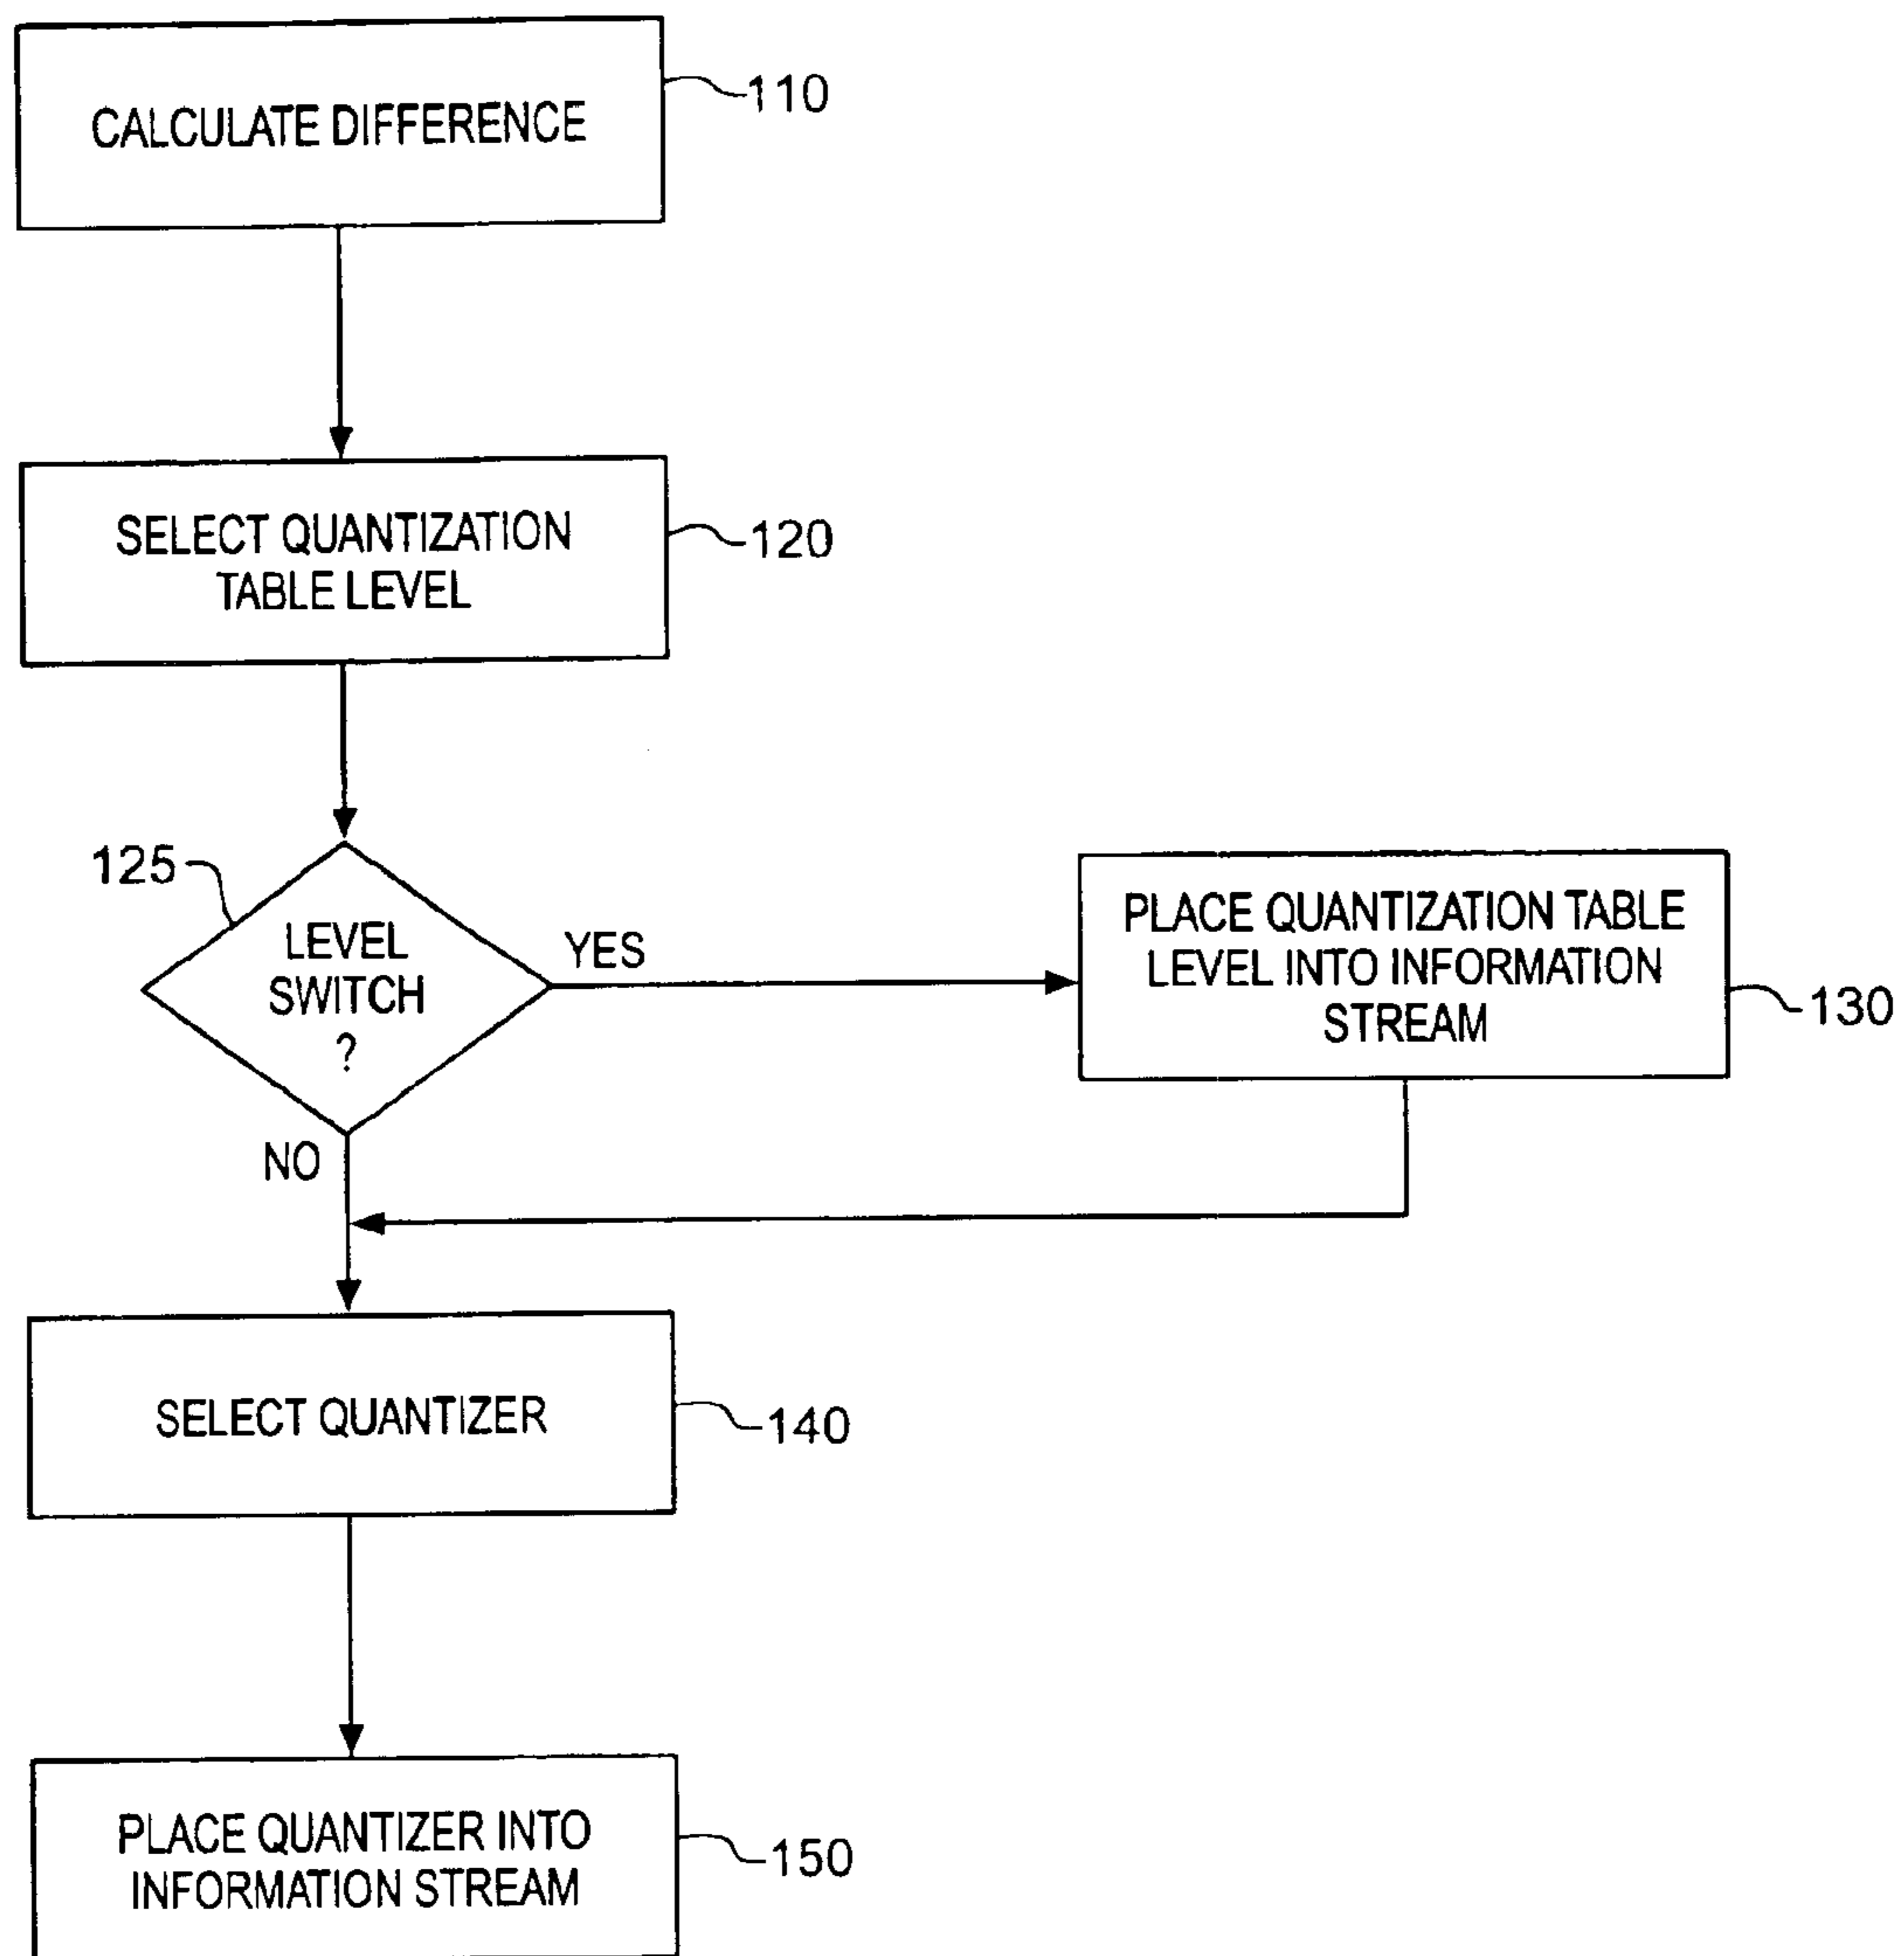 CALCULATE DIFFERENCE
110
SELECT QUANTIZATION
TABLE LEVEL
120
125
LEVEL
SWITCH
?
YES
PLACE QUANTIZATION TABLE
LEVEL INTO INFORMATION
STREAM
130
NO
SELECT QUANTIZER
140
PLACE QUANTIZER INTO
INFORMATION STREAM
150